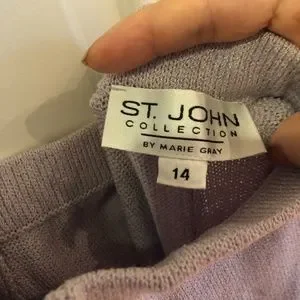 ST. JOHN
COLLECTION
BY MARIE GRAY
14